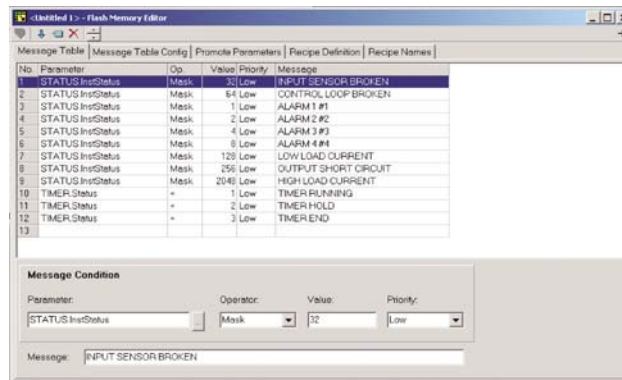 <Untitled 1> - Flash Memory Editor
Message Table Message Table Config Promote Parameters Recipe Definition Recipe Names
No Parameter Op Value Priority Message
1 STATUS.InstStatus Mask 32 Low INPUT SENSOR BROKEN
2 STATUS.InstStatus Mask 64 Low CONTROL LOOP BROKEN
3 STATUS.InstStatus Mask 1 Low ALARM 1 #1
4 STATUS.InstStatus Mask 2 Low ALARM 2 #2
5 STATUS.InstStatus Mask 4 Low ALARM 3 #3
6 STATUS.InstStatus Mask 8 Low ALARM 4 #4
7 STATUS.InstStatus Mask 128 Low LOW LOAD CURRENT
8 STATUS.InstStatus Mask 256 Low OUTPUT SHORT CIRCUIT
9 STATUS.InstStatus Mask 2048 Low HIGH LOAD CURRENT
10 TIMER.Status = 1 Low TIMER RUNNING
11 TIMER.Status = 2 Low TIMER HOLD
12 TIMER.Status = 3 Low TIMER END
13
Message Condition
Parameter: Operator: Value: Priority:
STATUS.InstStatus ... Mask 32 Low
Message: INPUT SENSOR BROKEN